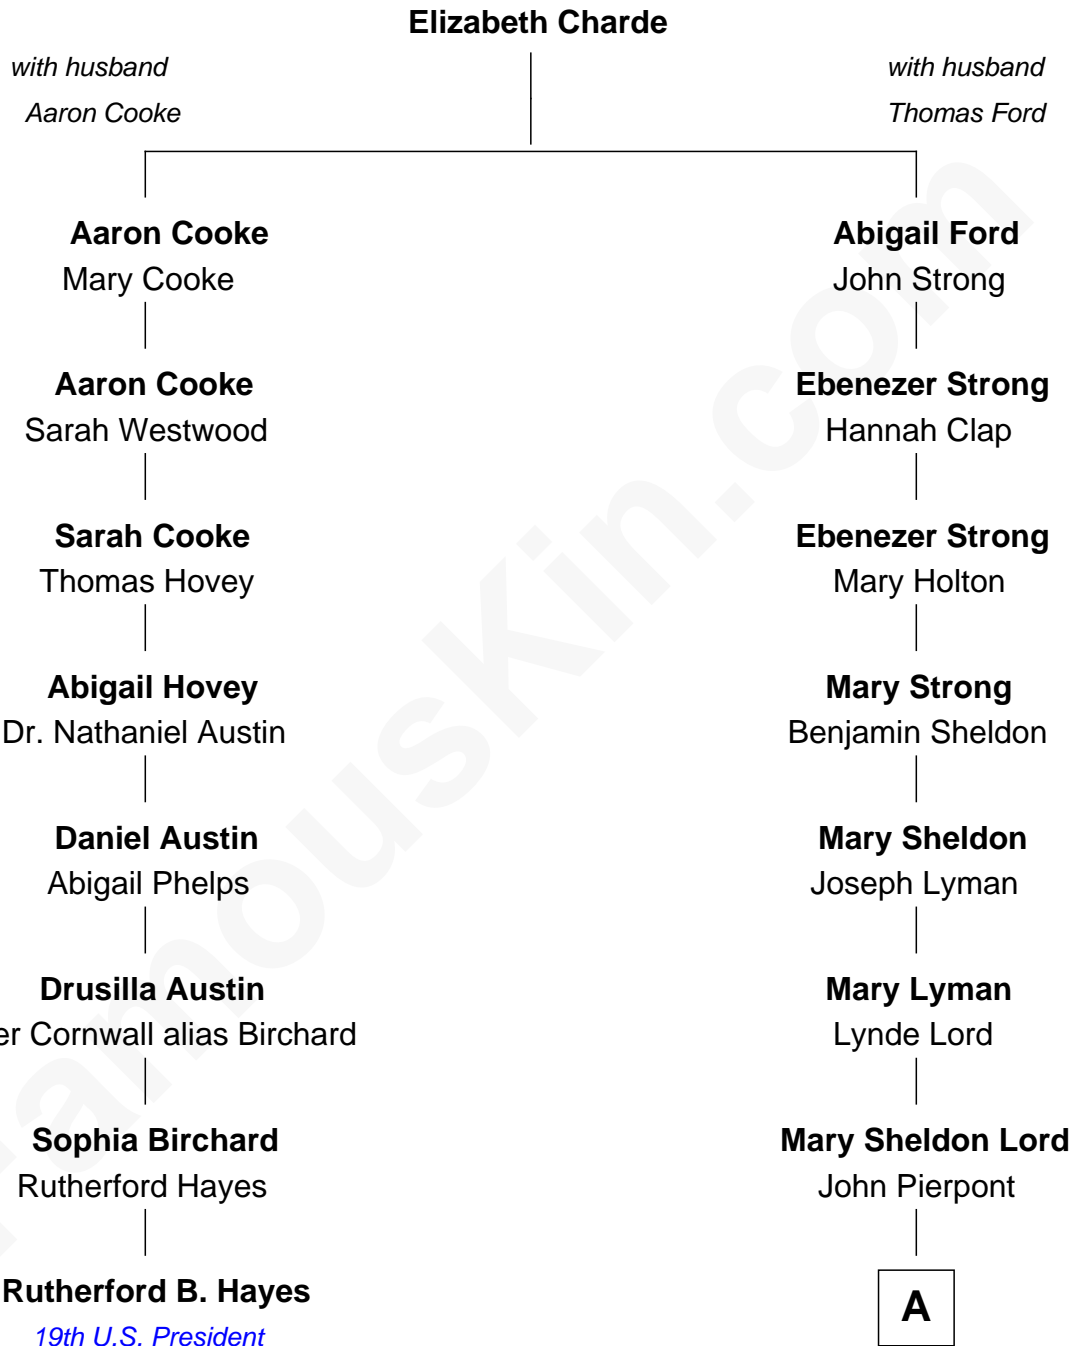 Elizabeth Charde
with husband
Aaron Cooke
with husband
Thomas Ford
Aaron Cooke
Mary Cooke
Abigail Ford
John Strong
Aaron Cooke
Sarah Westwood
Ebenezer Strong
Hannah Clap
Sarah Cooke
Thomas Hovey
Ebenezer Strong
Mary Holton
Abigail Hovey
Dr. Nathaniel Austin
Mary Strong
Benjamin Sheldon
Daniel Austin
Abigail Phelps
Mary Sheldon
Joseph Lyman
Drusilla Austin
er Cornwall alias Birchard
Mary Lyman
Lynde Lord
Sophia Birchard
Rutherford Hayes
Mary Sheldon Lord
John Pierpont
Rutherford B. Hayes
19th U.S. President
A
FamousKin.com